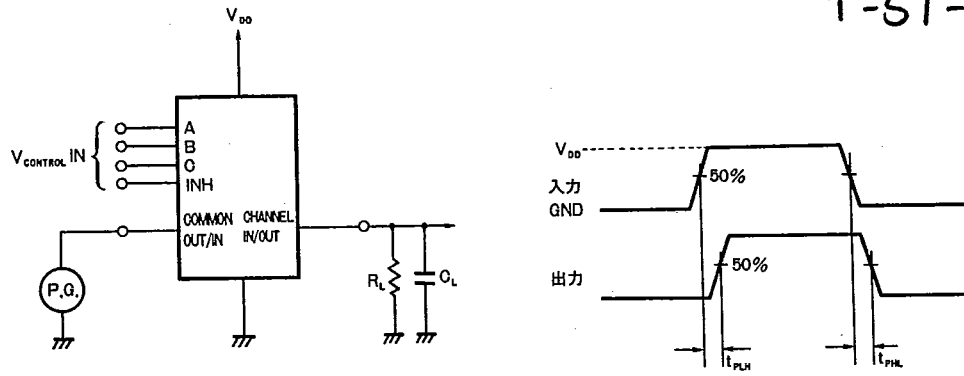 T-51-
V_DD
V_CONTROL IN
A
B
C
INH
COMMON OUT/IN
CHANNEL IN/OUT
P.G.
R_L
C_L
V_DD
入力
GND
50%
出力
50%
t_PLH
t_PHL